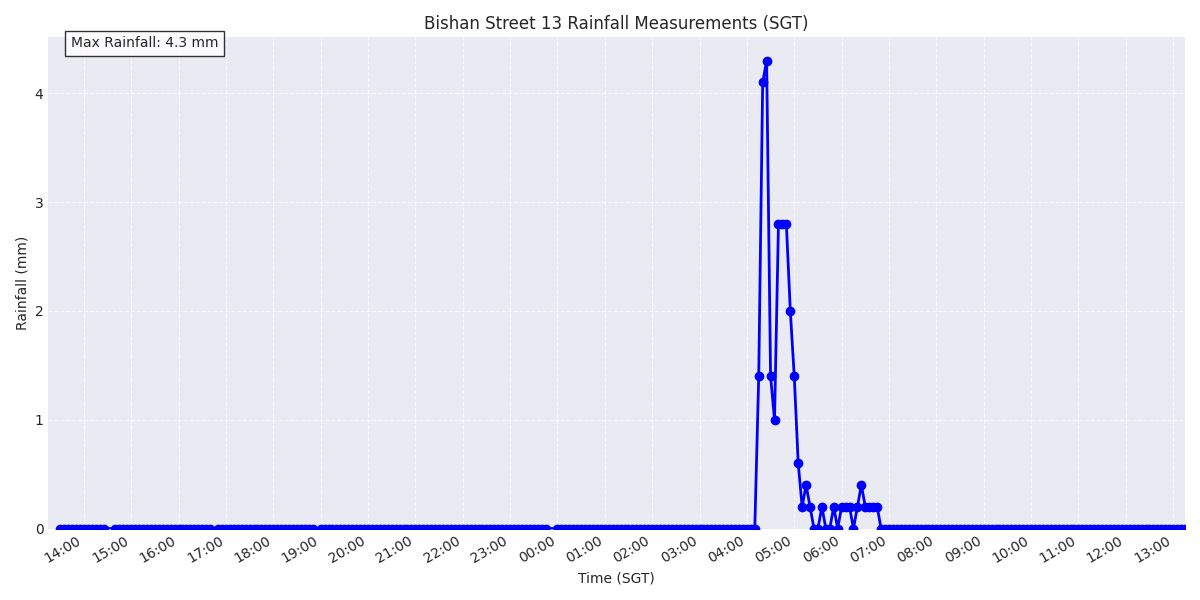 Bishan Street 13 Rainfall Measurements (SGT)
Max Rainfall: 4.3 mm
4
3
2
1
0
Rainfall (mm)
14:00 15:00 16:00 17:00 18:00 19:00 20:00 21:00 22:00 23:00 00:00 01:00 02:00 03:00 04:00 05:00 06:00 07:00 08:00 09:00 10:00 11:00 12:00 13:00
Time (SGT)